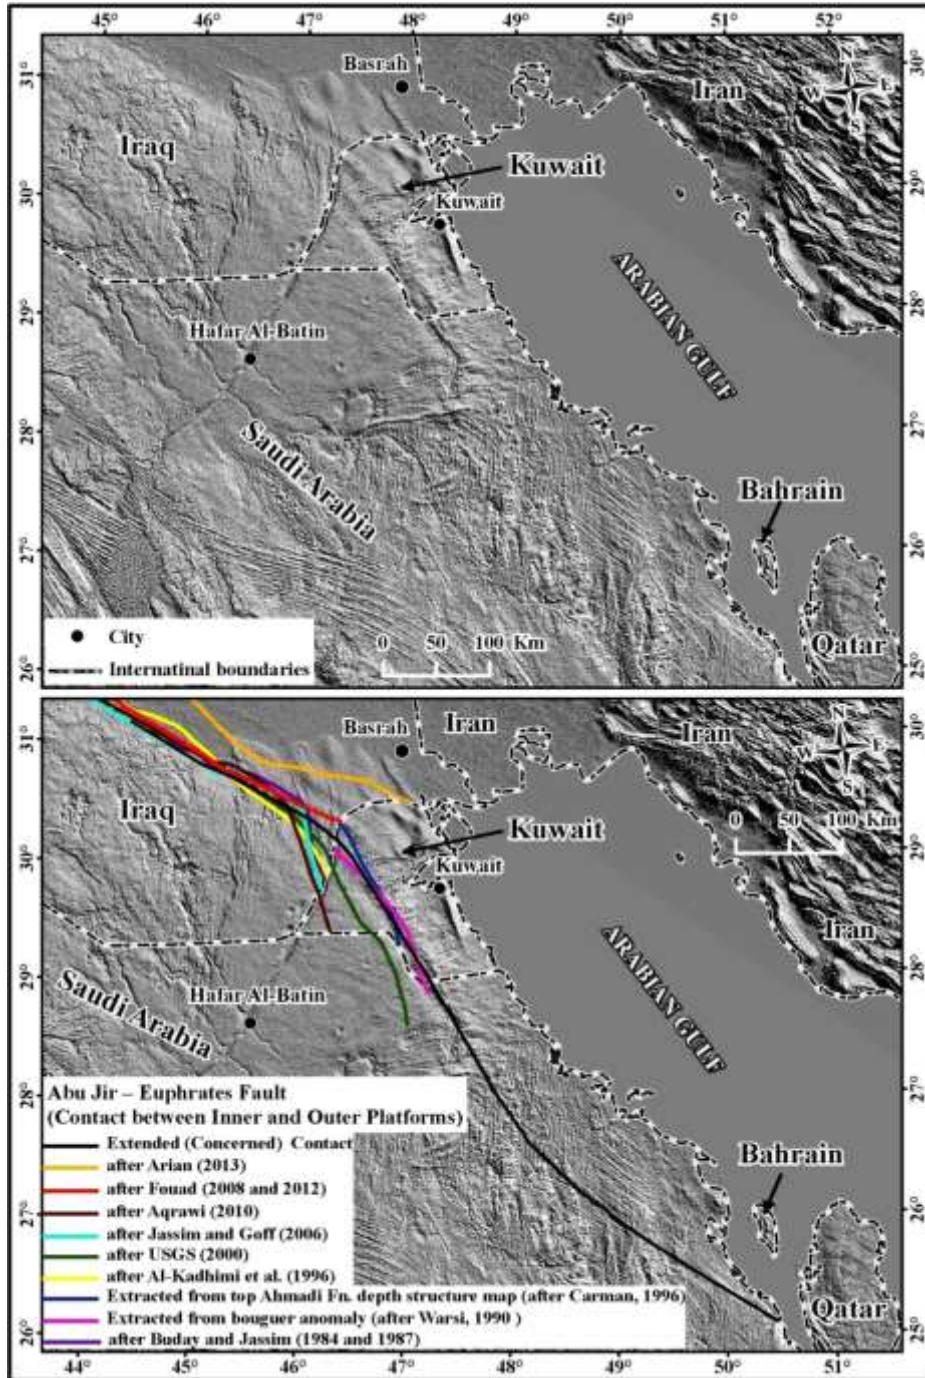 45° 46° 47° 48° 49° 50° 51° 52°
31°
30°
29°
28°
27°
26°
30°
29°
28°
27°
26°
25°
N
W E
S
Basrah
Iran
Iraq
Kuwait
Kuwait
ARABIAN GULF
Hafar Al-Batin
Saudi Arabia
Bahrain
Qatar
City
Internatinal boundaries
0 50 100 Km
31°
30°
29°
28°
27°
26°
30°
29°
28°
27°
26°
25°
N
W E
S
Basrah
Iran
Iran
Iraq
0 50 100 Km
Kuwait
Kuwait
Iran
ARABIAN GULF
Hafar Al-Batin
Saudi Arabia
Bahrain
Qatar
Abu Jir – Euphrates Fault
(Contact between Inner and Outer Platforms)
Extended (Concerned) Contact
after Arian (2013)
after Fouad (2008 and 2012)
after Aqrawi (2010)
after Jassim and Goff (2006)
after USGS (2000)
after Al-Kadhimi et al. (1996)
Extracted from top Ahmadi Fn. depth structure map (after Carman, 1996)
Extracted from bouguer anomaly (after Warsi, 1990 )
after Buday and Jassim (1984 and 1987)
44° 45° 46° 47° 48° 49° 50° 51°